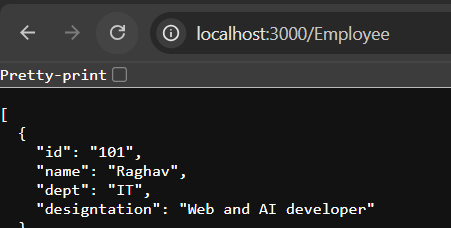 localhost:3000/Employee
Pretty-print
[
{
"id": "101",
"name": "Raghav",
"dept": "IT",
"designtation": "Web and AI developer"
}